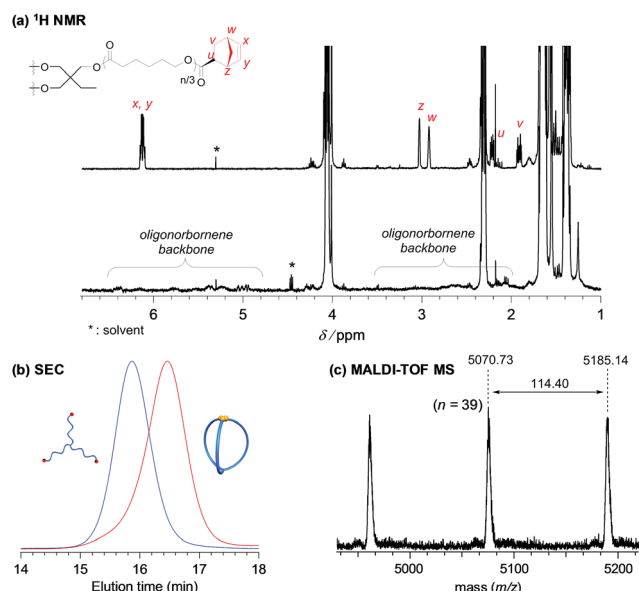 (a) ¹H NMR
O
O
O
O
O
n/3
O
w
v
x
u
y
z
x, y
*
z
w
u
v
oligonorbornene
backbone
*
oligonorbornene
backbone
6
5
4
3
2
1
* : solvent
δ /ppm
(b) SEC
14
15
16
17
18
Elution time (min)
(c) MALDI-TOF MS
5070.73
5185.14
114.40
(n = 39)
5000
5100
5200
mass (m/z)